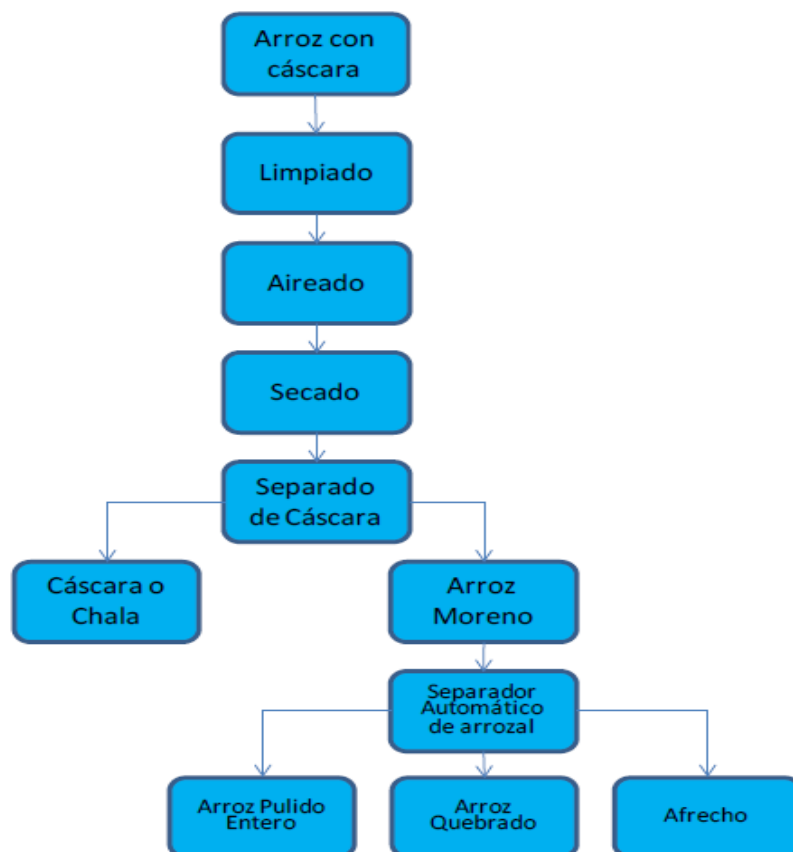 Arroz con
cáscara
Limpiado
Aireado
Secado
Separado
de Cáscara
Cáscara o
Chala
Arroz
Moreno
Separador
Automático
de arrozal
Arroz Pulido
Entero
Arroz
Quebrado
Afrecho